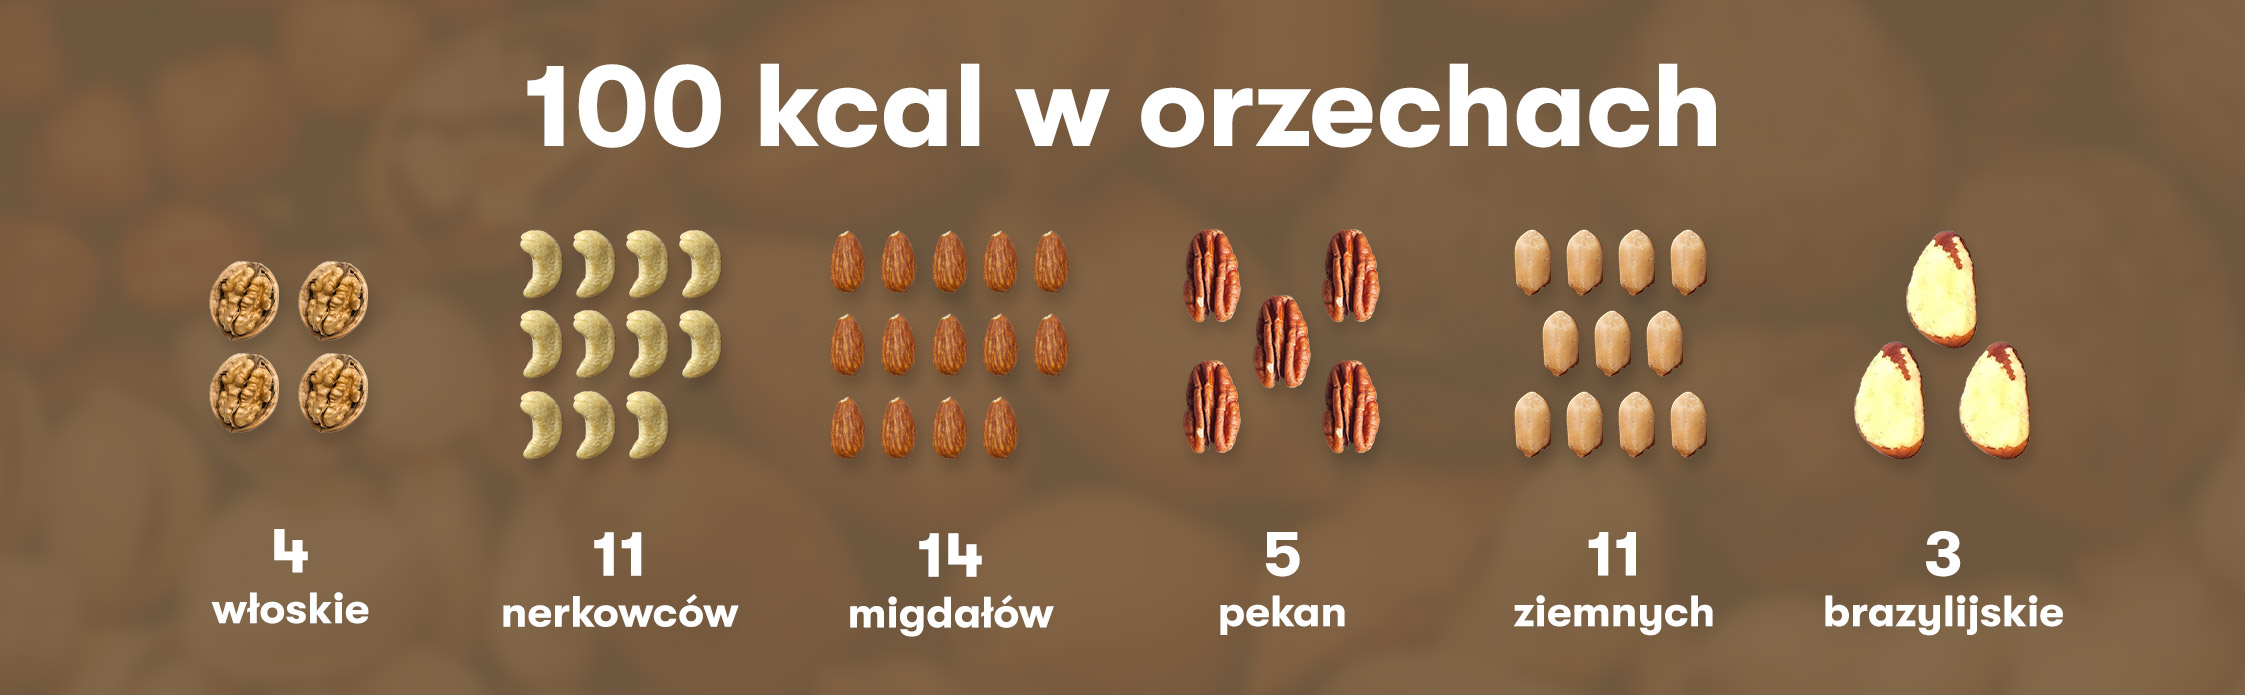 100 kcal w orzechach
4
włoskie
11
nerkowców
14
migdałów
5
pekan
11
ziemnych
3
brazylijskie